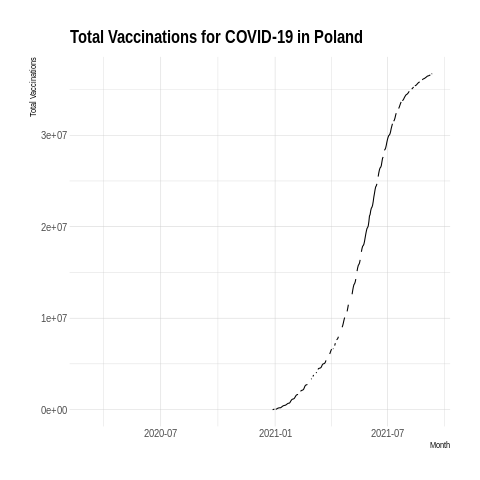 Total Vaccinations for COVID-19 in Poland
Total Vaccinations
3e+07
2e+07
1e+07
0e+00
2020-07
2021-01
2021-07
Month